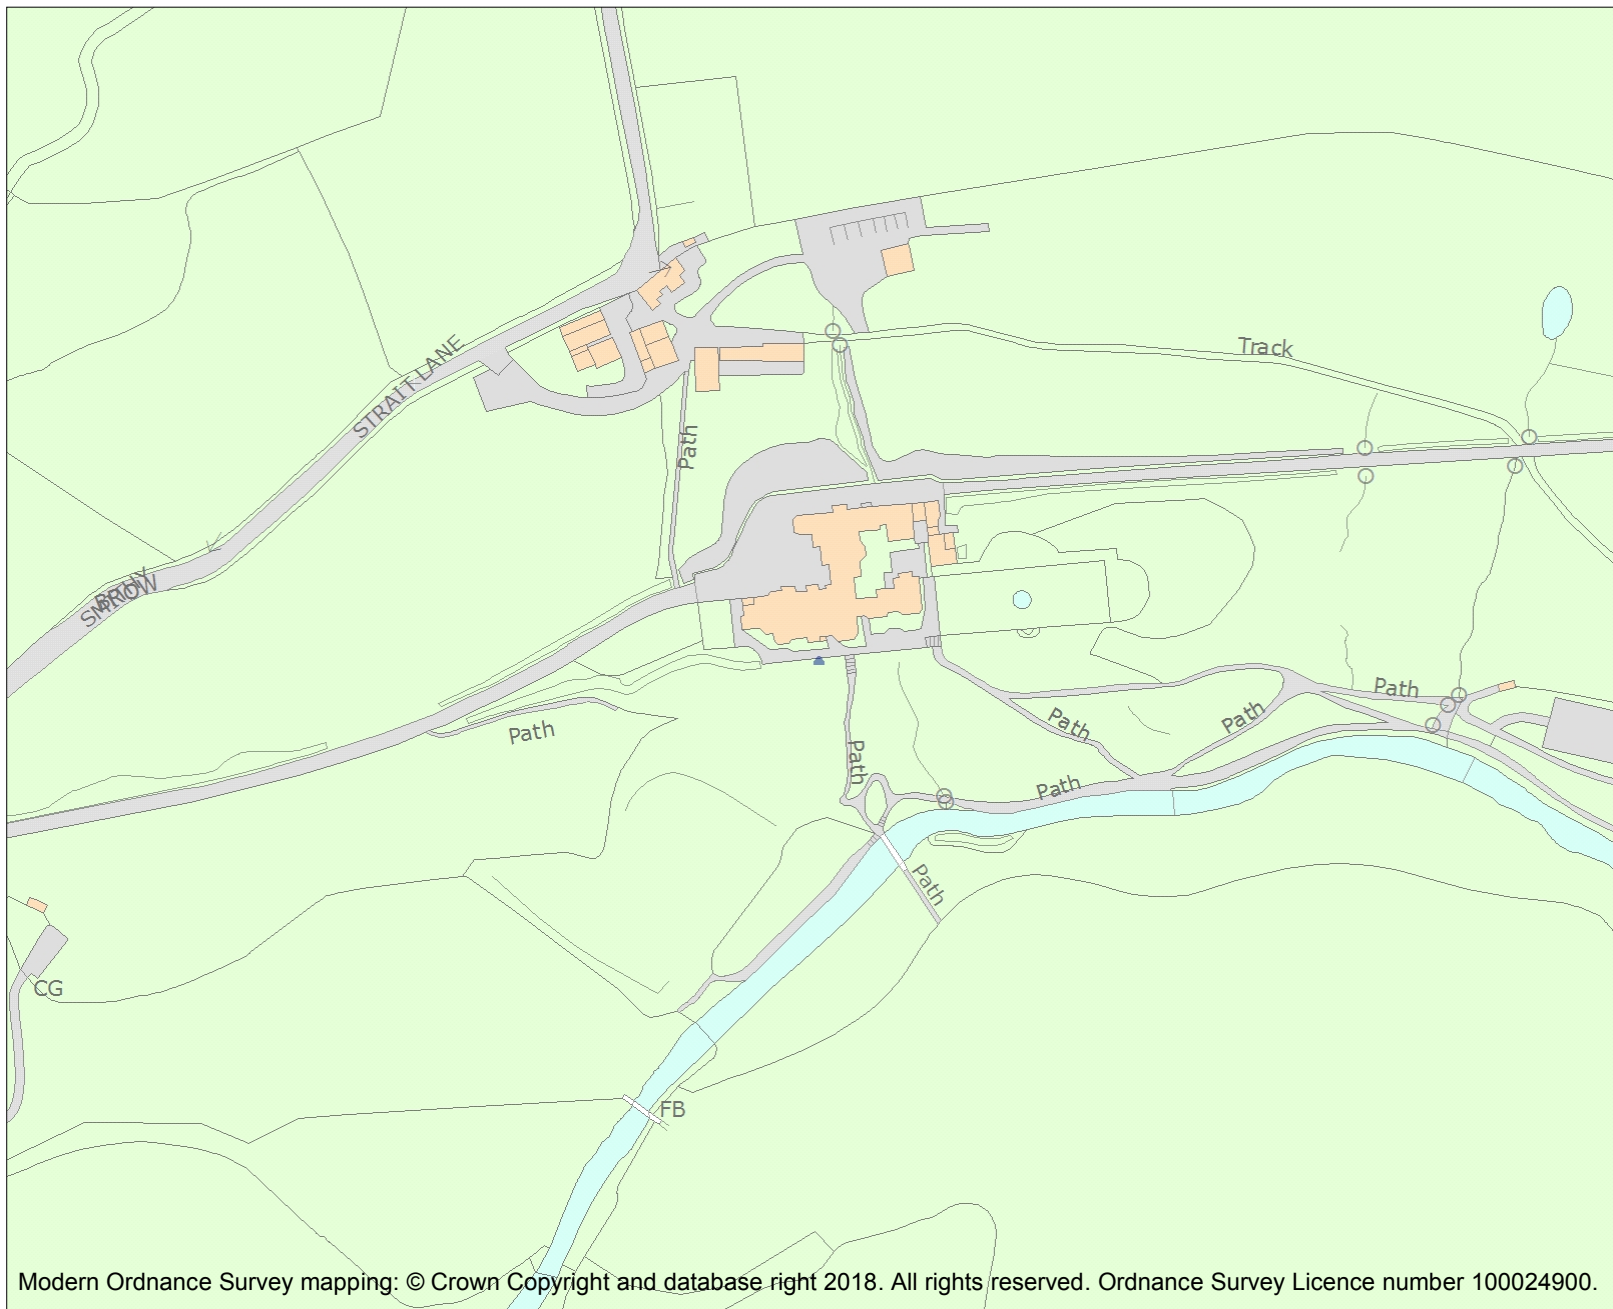 Track
STRAIT LANE
Path
SMIROW
Path
Path
Path
Path
Path
Path
Path
CG
FB
Modern Ordnance Survey mapping: © Crown Copyright and database right 2018. All rights reserved. Ordnance Survey Licence number 100024900.